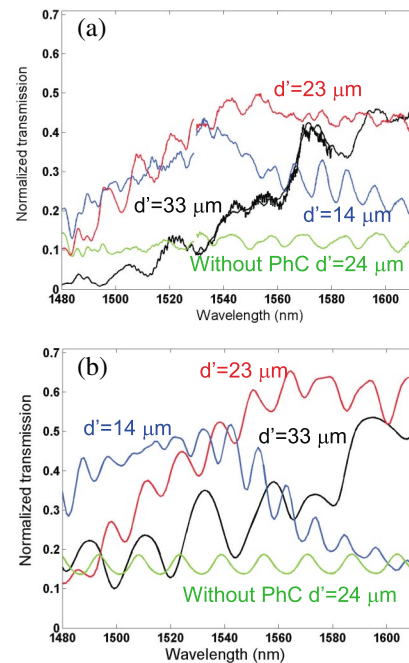 (a)
0.7
0.6
0.5
0.4
0.3
0.2
0.1
0
Normalized transmission
d'=23 μm
d'=33 μm
d'=14 μm
Without PhC d'=24 μm
1480 1500 1520 1540 1560 1580 1600
Wavelength (nm)
(b)
0.7
0.6
0.5
0.4
0.3
0.2
0.1
0
Normalized transmission
d'=23 μm
d'=14 μm
d'=33 μm
Without PhC d'=24 μm
1480 1500 1520 1540 1560 1580 1600
Wavelength (nm)